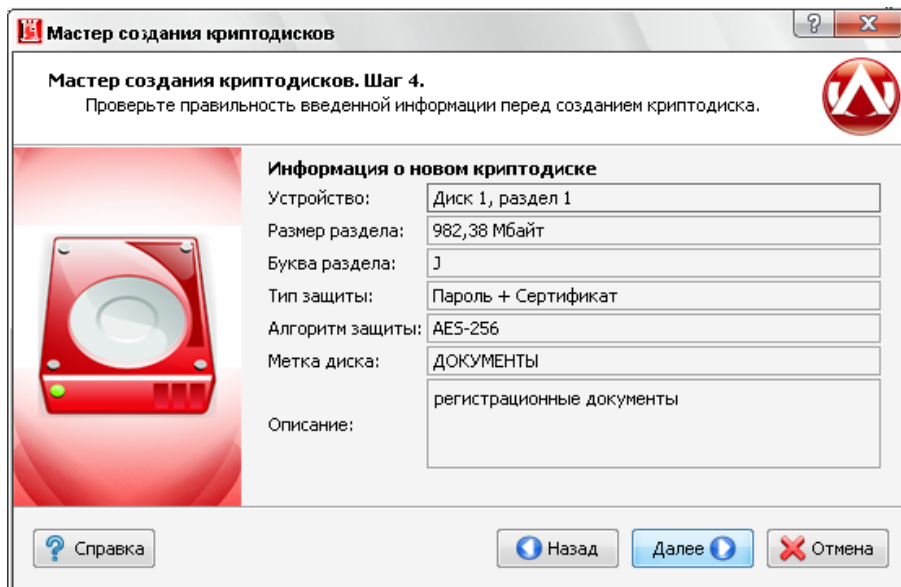 Мастер создания криптодисков
Мастер создания криптодисков. Шаг 4.
Проверьте правильность введенной информации перед созданием криптодиска.
Информация о новом криптодиске
Устройство: Диск 1, раздел 1
Размер раздела: 982,38 Мбайт
Буква раздела: J
Тип защиты: Пароль + Сертификат
Алгоритм защиты: AES-256
Метка диска: ДОКУМЕНТЫ
Описание: регистрационные документы
Справка Назад Далее Отмена